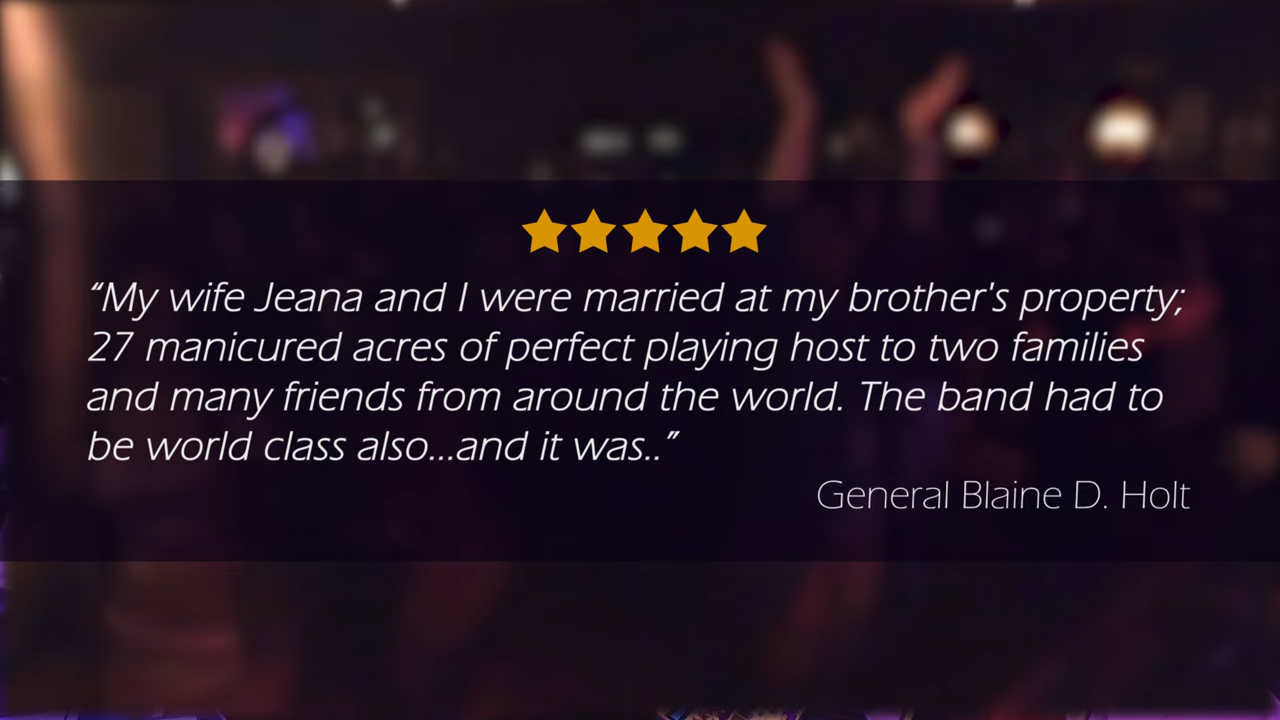 “My wife Jeana and I were married at my brother's property;
27 manicured acres of perfect playing host to two families
and many friends from around the world. The band had to
be world class also...and it was..”
General Blaine D. Holt